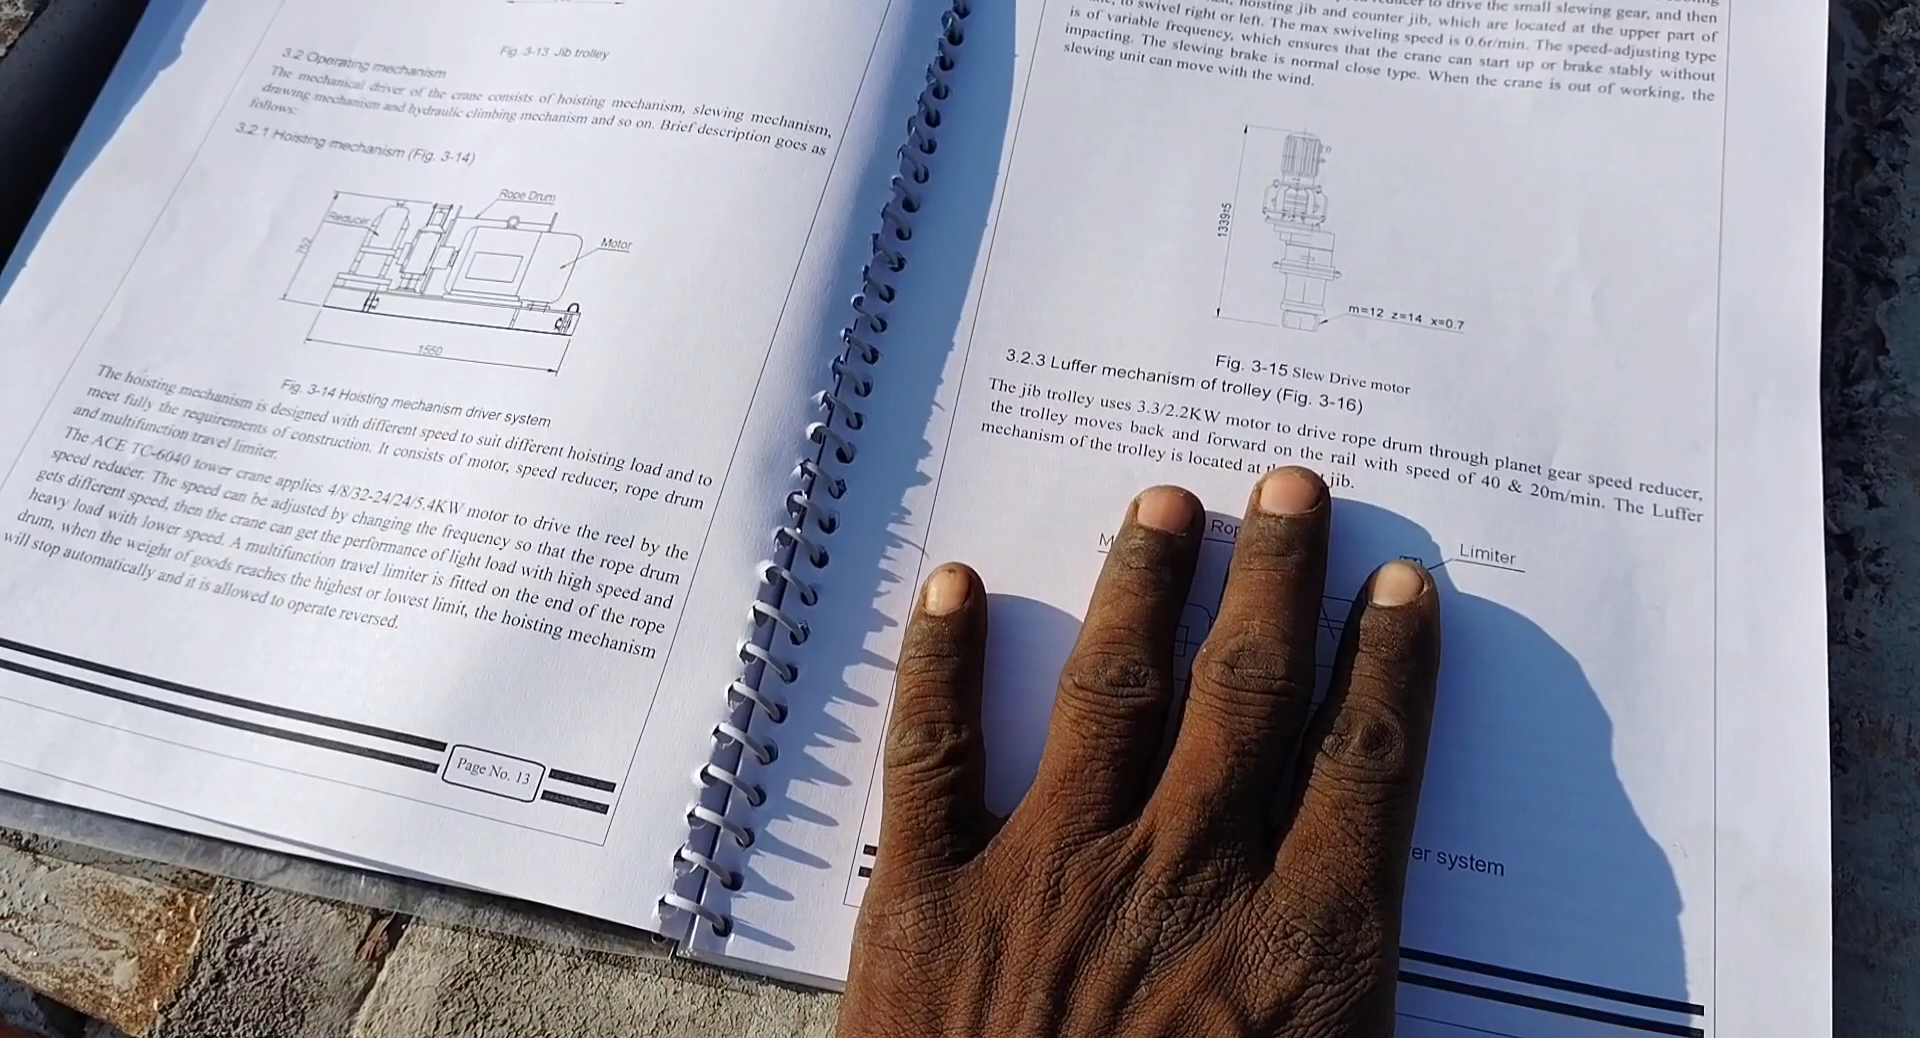 Fig. 3-13 Jib trolley
3.2 Operating mechanism
The mechanical driver of the crane consists of hoisting mechanism, slewing mechanism,
drawing mechanism and hydraulic climbing mechanism and so on. Brief description goes as
follows:
3.2.1 Hoisting mechanism (Fig. 3-14)
Rope Drum
Reducer
Motor
752
1550
Fig. 3-14 Hoisting mechanism driver system
The hoisting mechanism is designed with different speed to suit different hoisting load and to
meet fully the requirements of construction. It consists of motor, speed reducer, rope drum
and multifunction travel limiter.
The ACE TC-6040 tower crane applies 4/8/32-24/24/5.4KW motor to drive the reel by the
speed reducer. The speed can be adjusted by changing the frequency so that the rope drum
gets different speed, then the crane can get the performance of light load with high speed and
heavy load with lower speed. A multifunction travel limiter is fitted on the end of the rope
drum, when the weight of goods reaches the highest or lowest limit, the hoisting mechanism
will stop automatically and it is allowed to operate reversed.
Page No. 13
to drive the small slewing gear, and then
to swivel right or left. hoisting jib and counter jib, which are located at the upper part of
is of variable frequency, The max swiveling speed is 0.6r/min. The speed-adjusting type
impacting. which ensures that the crane can start up or brake stably without
The slewing brake is normal close type. When the crane is out of working, the
slewing unit can move with the wind.
1339±5
m=12 z=14 x=0.7
Fig. 3-15 Slew Drive motor
3.2.3 Luffer mechanism of trolley (Fig. 3-16)
The jib trolley uses 3.3/2.2KW motor to drive rope drum through planet gear speed reducer,
the trolley moves back and forward on the rail with speed of 40 & 20m/min. The Luffer
mechanism of the trolley is located at jib.
Limiter
system